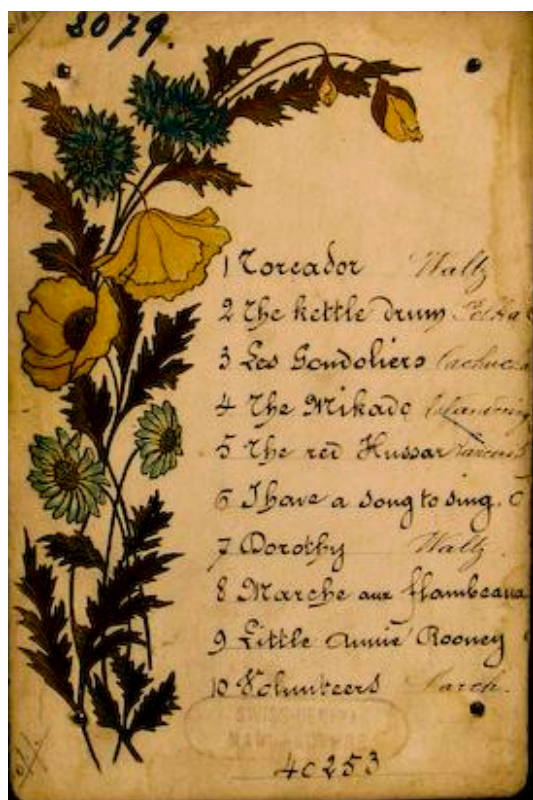 8079.
1 Toreador Waltz
2 The kettle drum Polka
3 Les Gondoliers Cachuca
4 The Mikado
5 The red Hussar
6 I have a song to sing. O
7 Dorothy Waltz.
8 Marche aux flambeaux
9 Little Annie Rooney
10 Volunteers March.
40253